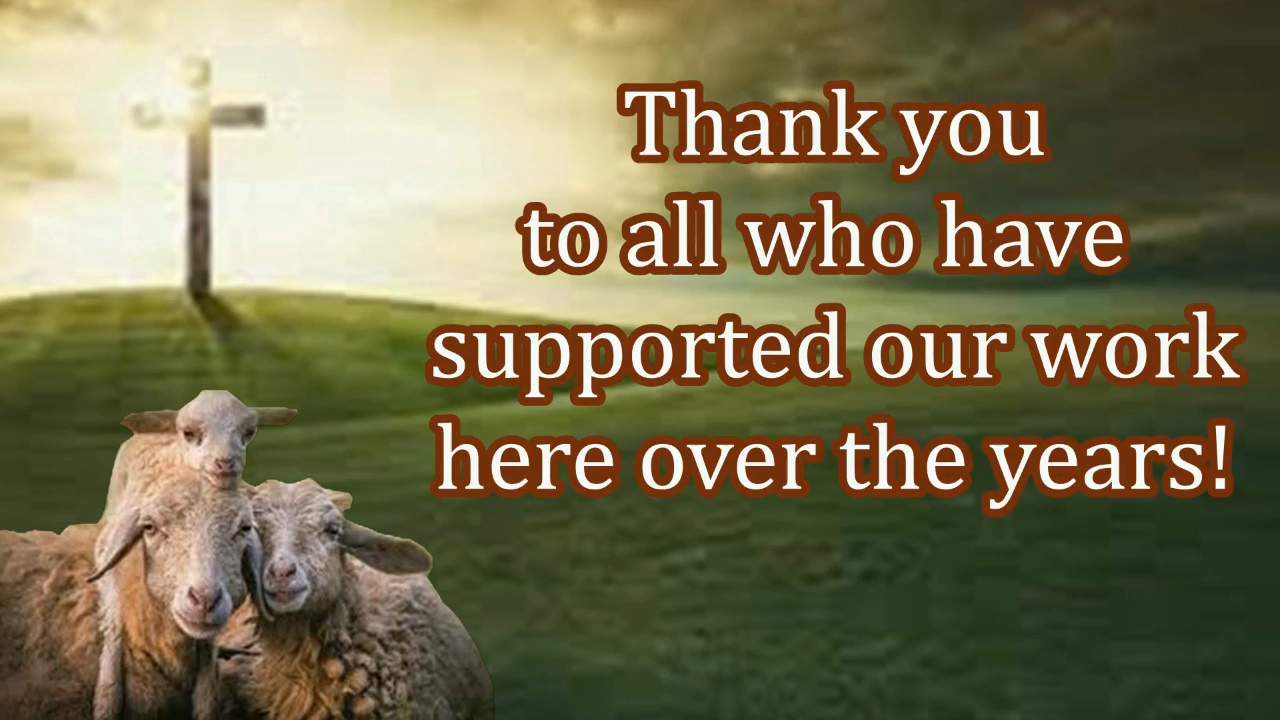 Thank you
to all who have
supported our work
here over the years!